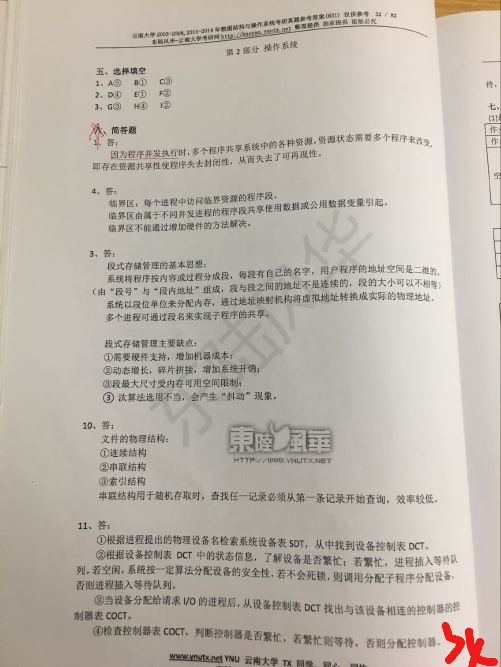 云南大学 2003-2008,2010-2014 年数据结构与操作系统考研真题参考答案(831) 仅供参考 32 / 82
东陆风华-云南大学考研网 http://kaoyan.ynutx.net 整理提供 独家提供 盗版必究
第 2 部分 操作系统
五、选择填空
1、A⑤ B① C③
2、D④ E① F②
3、G③ H④ I②
六、简答题
1、答:
因为程序并发执行时,多个程序共享系统中的各种资源,资源状态需要多个程序来改变,
即存在资源共享性使程序失去封闭性,从而失去了可再现性。
4、答:
临界区:每个进程中访问临界资源的程序段。
临界区由属于不同并发进程的程序段共享使用数据或公用数据变量引起。
临界区不能通过增加硬件的方法解决。
3、答:
段式存储管理的基本思想:
系统将程序按内容或过程分成段,每段有自己的名字,用户程序的地址空间是二维的。
(由“段号”与“段内地址”组成,段与段之间的地址不是连续的,段的大小可以不相等)
系统以段位单位来分配内存,通过地址映射机构将虚拟地址转换成实际的物理地址,
多个进程可通过段名来实现子程序的共享。
段式存储管理主要缺点:
①需要硬件支持,增加机器成本;
②动态增长,碎片拼接,增加系统开销;
③段最大尺寸受内存可用空间限制;
③ 汰算法选用不当,会产生“抖动”现象。
10、答:
文件的物理结构:
①连续结构
②串联结构
③索引结构
串联结构用于随机存取时,查找任一记录必须从第一条记录开始查询,效率较低。
東陸風華
HTTP://WWW.YNUTX.NET
11、答:
①根据进程提出的物理设备名检索系统设备表 SDT,从中找到设备控制表 DCT。
②根据设备控制表 DCT 中的状态信息,了解设备是否繁忙;若繁忙,进程插入等待队
列,若空闲,系统按一定算法分配设备的安全性,若不会死锁,则调用分配子程序分配设备,
否则进程插入等待队列。
③当设备分配给请求 I/O 的进程后,从设备控制表 DCT 找出与该设备相连的控制器的控
制器表 COCT。
④检查控制器表 COCT,判断控制器是否繁忙,若繁忙则等待,否则分配控制器。
www.ynutx.net YNU 云南大学 TX 同学
待,
七、
(1)
作
作
空